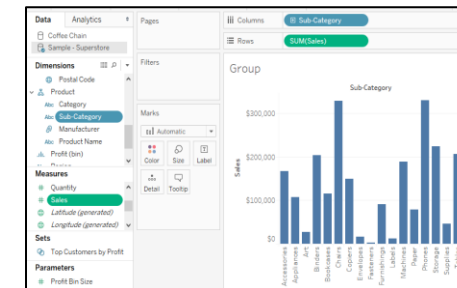 Data
Analytics
Coffee Chain
Sample - Superstore
Dimensions
Postal Code
Product
Abc Category
Abc Sub-Category
Manufacturer
Abc Product Name
Profit (bin)
Measures
Quantity
Sales
Latitude (generated)
Longitude (generated)
Sets
Top Customers by Profit
Parameters
Profit Bin Size
Pages
Filters
Marks
Automatic
Color Size Label
Detail Tooltip
Columns Sub-Category
Rows SUM(Sales)
Group
Sub-Category
Sales
$300,000
$200,000
$100,000
$0
Accessories
Appliances
Art
Binders
Bookcases
Chairs
Copiers
Envelopes
Fasteners
Furnishings
Labels
Machines
Paper
Phones
Storage
Supplies